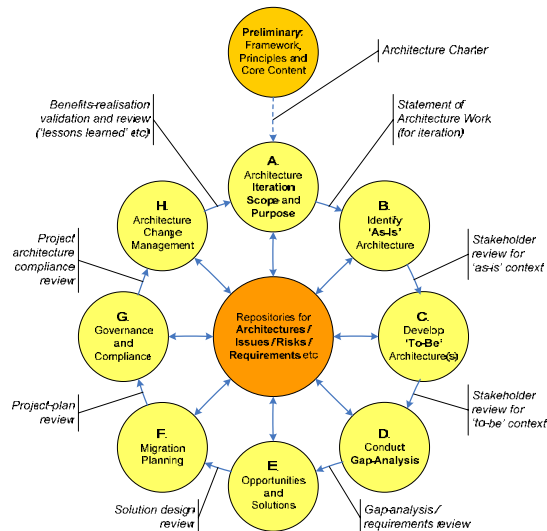 Preliminary:
Framework,
Principles and
Core Content
Architecture Charter
Benefits-realisation
validation and review
('lessons learned' etc)
Statement of
Architecture Work
(for iteration)
A.
Architecture
Iteration
Scope and
Purpose
H.
Architecture
Change
Management
B.
Identify
'As-Is'
Architecture
Project
architecture
compliance
review
Stakeholder
review for
'as-is' context
G.
Governance
and
Compliance
Repositories for
Architectures /
Issues / Risks /
Requirements etc
C.
Develop
'To-Be'
Architecture(s)
Project-plan
review
Stakeholder
review for
'to-be' context
F.
Migration
Planning
D.
Conduct
Gap-Analysis
E.
Opportunities
and
Solutions
Solution design
review
Gap-analysis /
requirements review